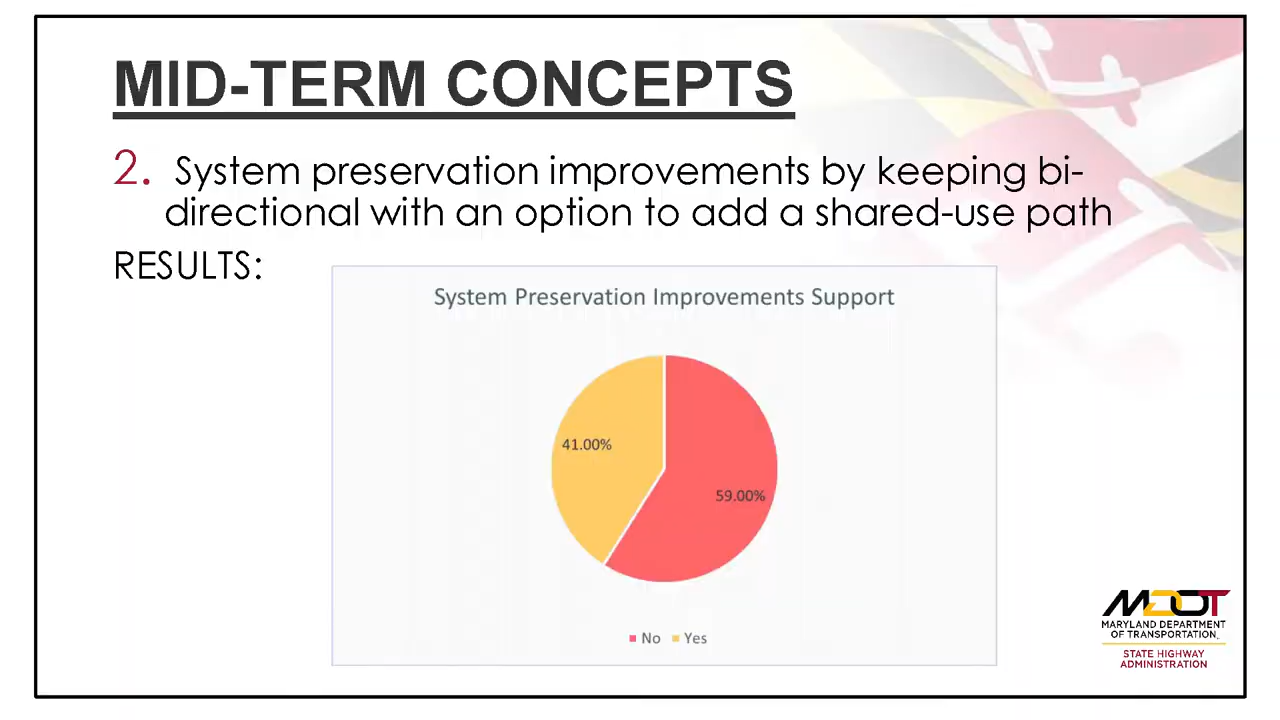 MID-TERM CONCEPTS
2. System preservation improvements by keeping bi-
directional with an option to add a shared-use path
RESULTS:
System Preservation Improvements Support
41.00%
59.00%
No Yes
MDOT
MARYLAND DEPARTMENT
OF TRANSPORTATION
STATE HIGHWAY
ADMINISTRATION